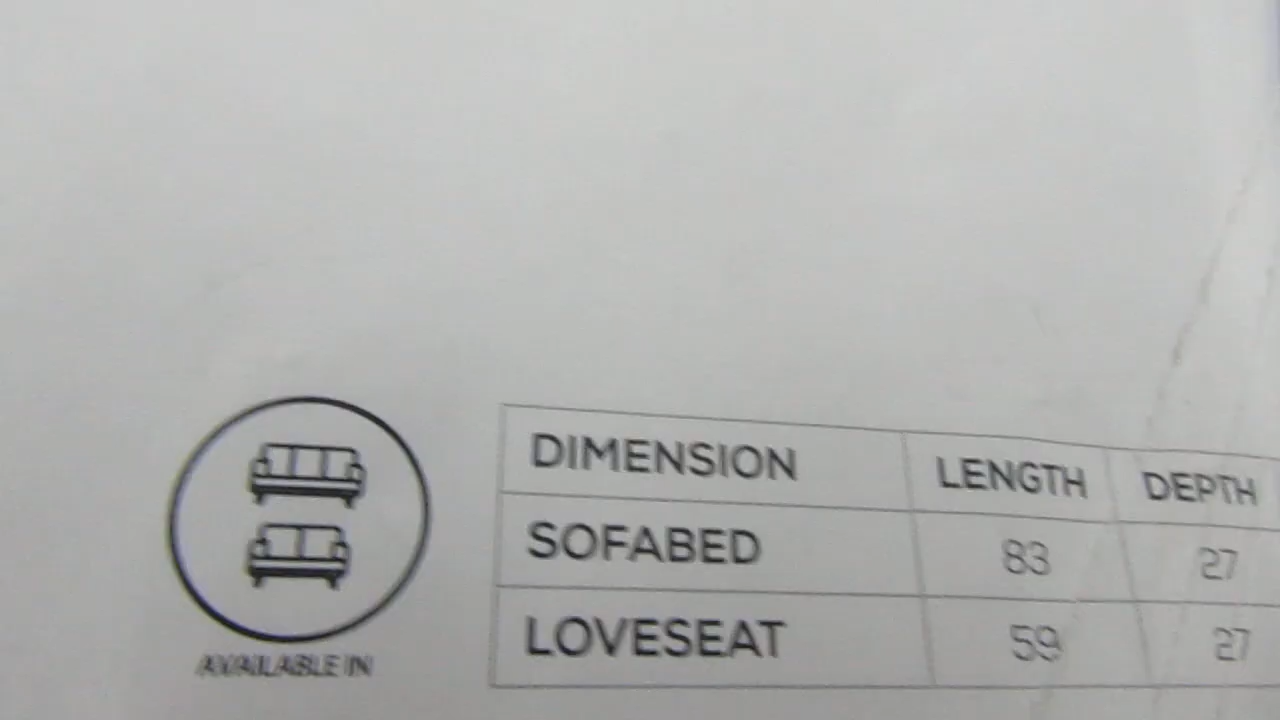 DIMENSION LENGTH DEPTH
SOFABED 83 27
LOVESEAT 59 27
AVAILABLE IN